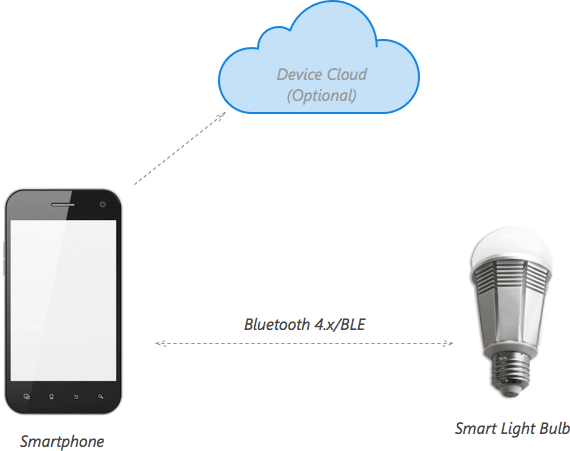 Device Cloud
(Optional)
Bluetooth 4.x/BLE
Smart Light Bulb
Smartphone